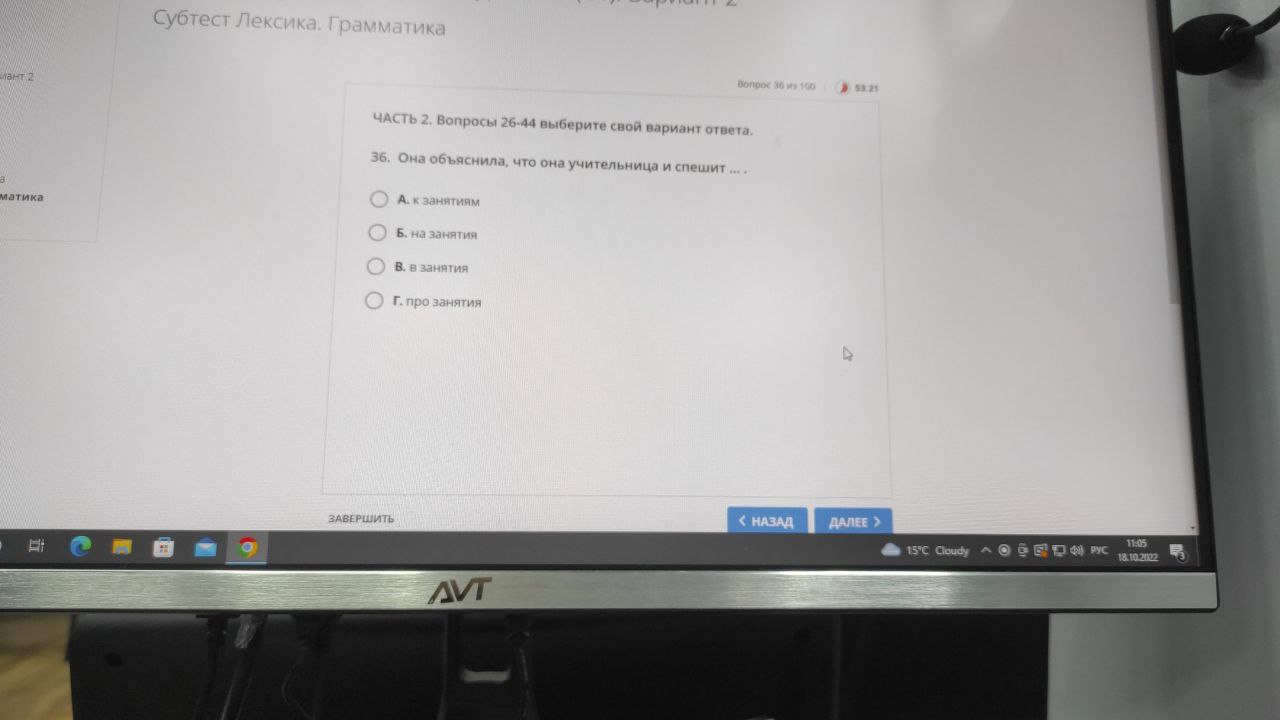 Субтест Лексика. Грамматика
иант 2
Вопрос 36 из 100
53:21
ЧАСТЬ 2. Вопросы 26-44 выберите свой вариант ответа.
36. Она объяснила, что она учительница и спешит ... .
матика
А. к занятиям
Б. на занятия
В. в занятия
Г. про занятия
ЗАВЕРШИТЬ
НАЗАД
ДАЛЕЕ
15°C Cloudy
РУС
11:05
18.10.2022
3
AVT